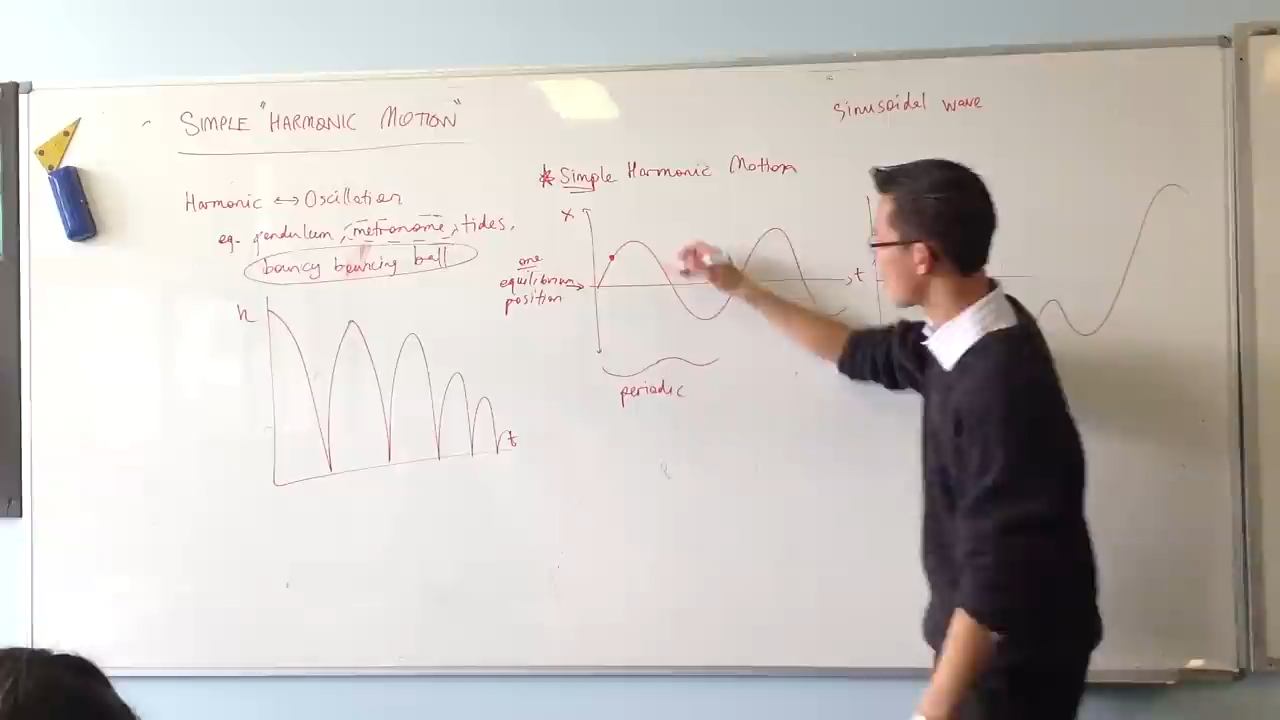 SIMPLE "HARMONIC MOTION"
Harmonic ↔ Oscillation
eg. pendulum, metronome, tides,
bouncy bouncing ball
h
t
* Simple Harmonic Motion
x
one
equilibrium
position
t
periodic
Sinusoidal wave